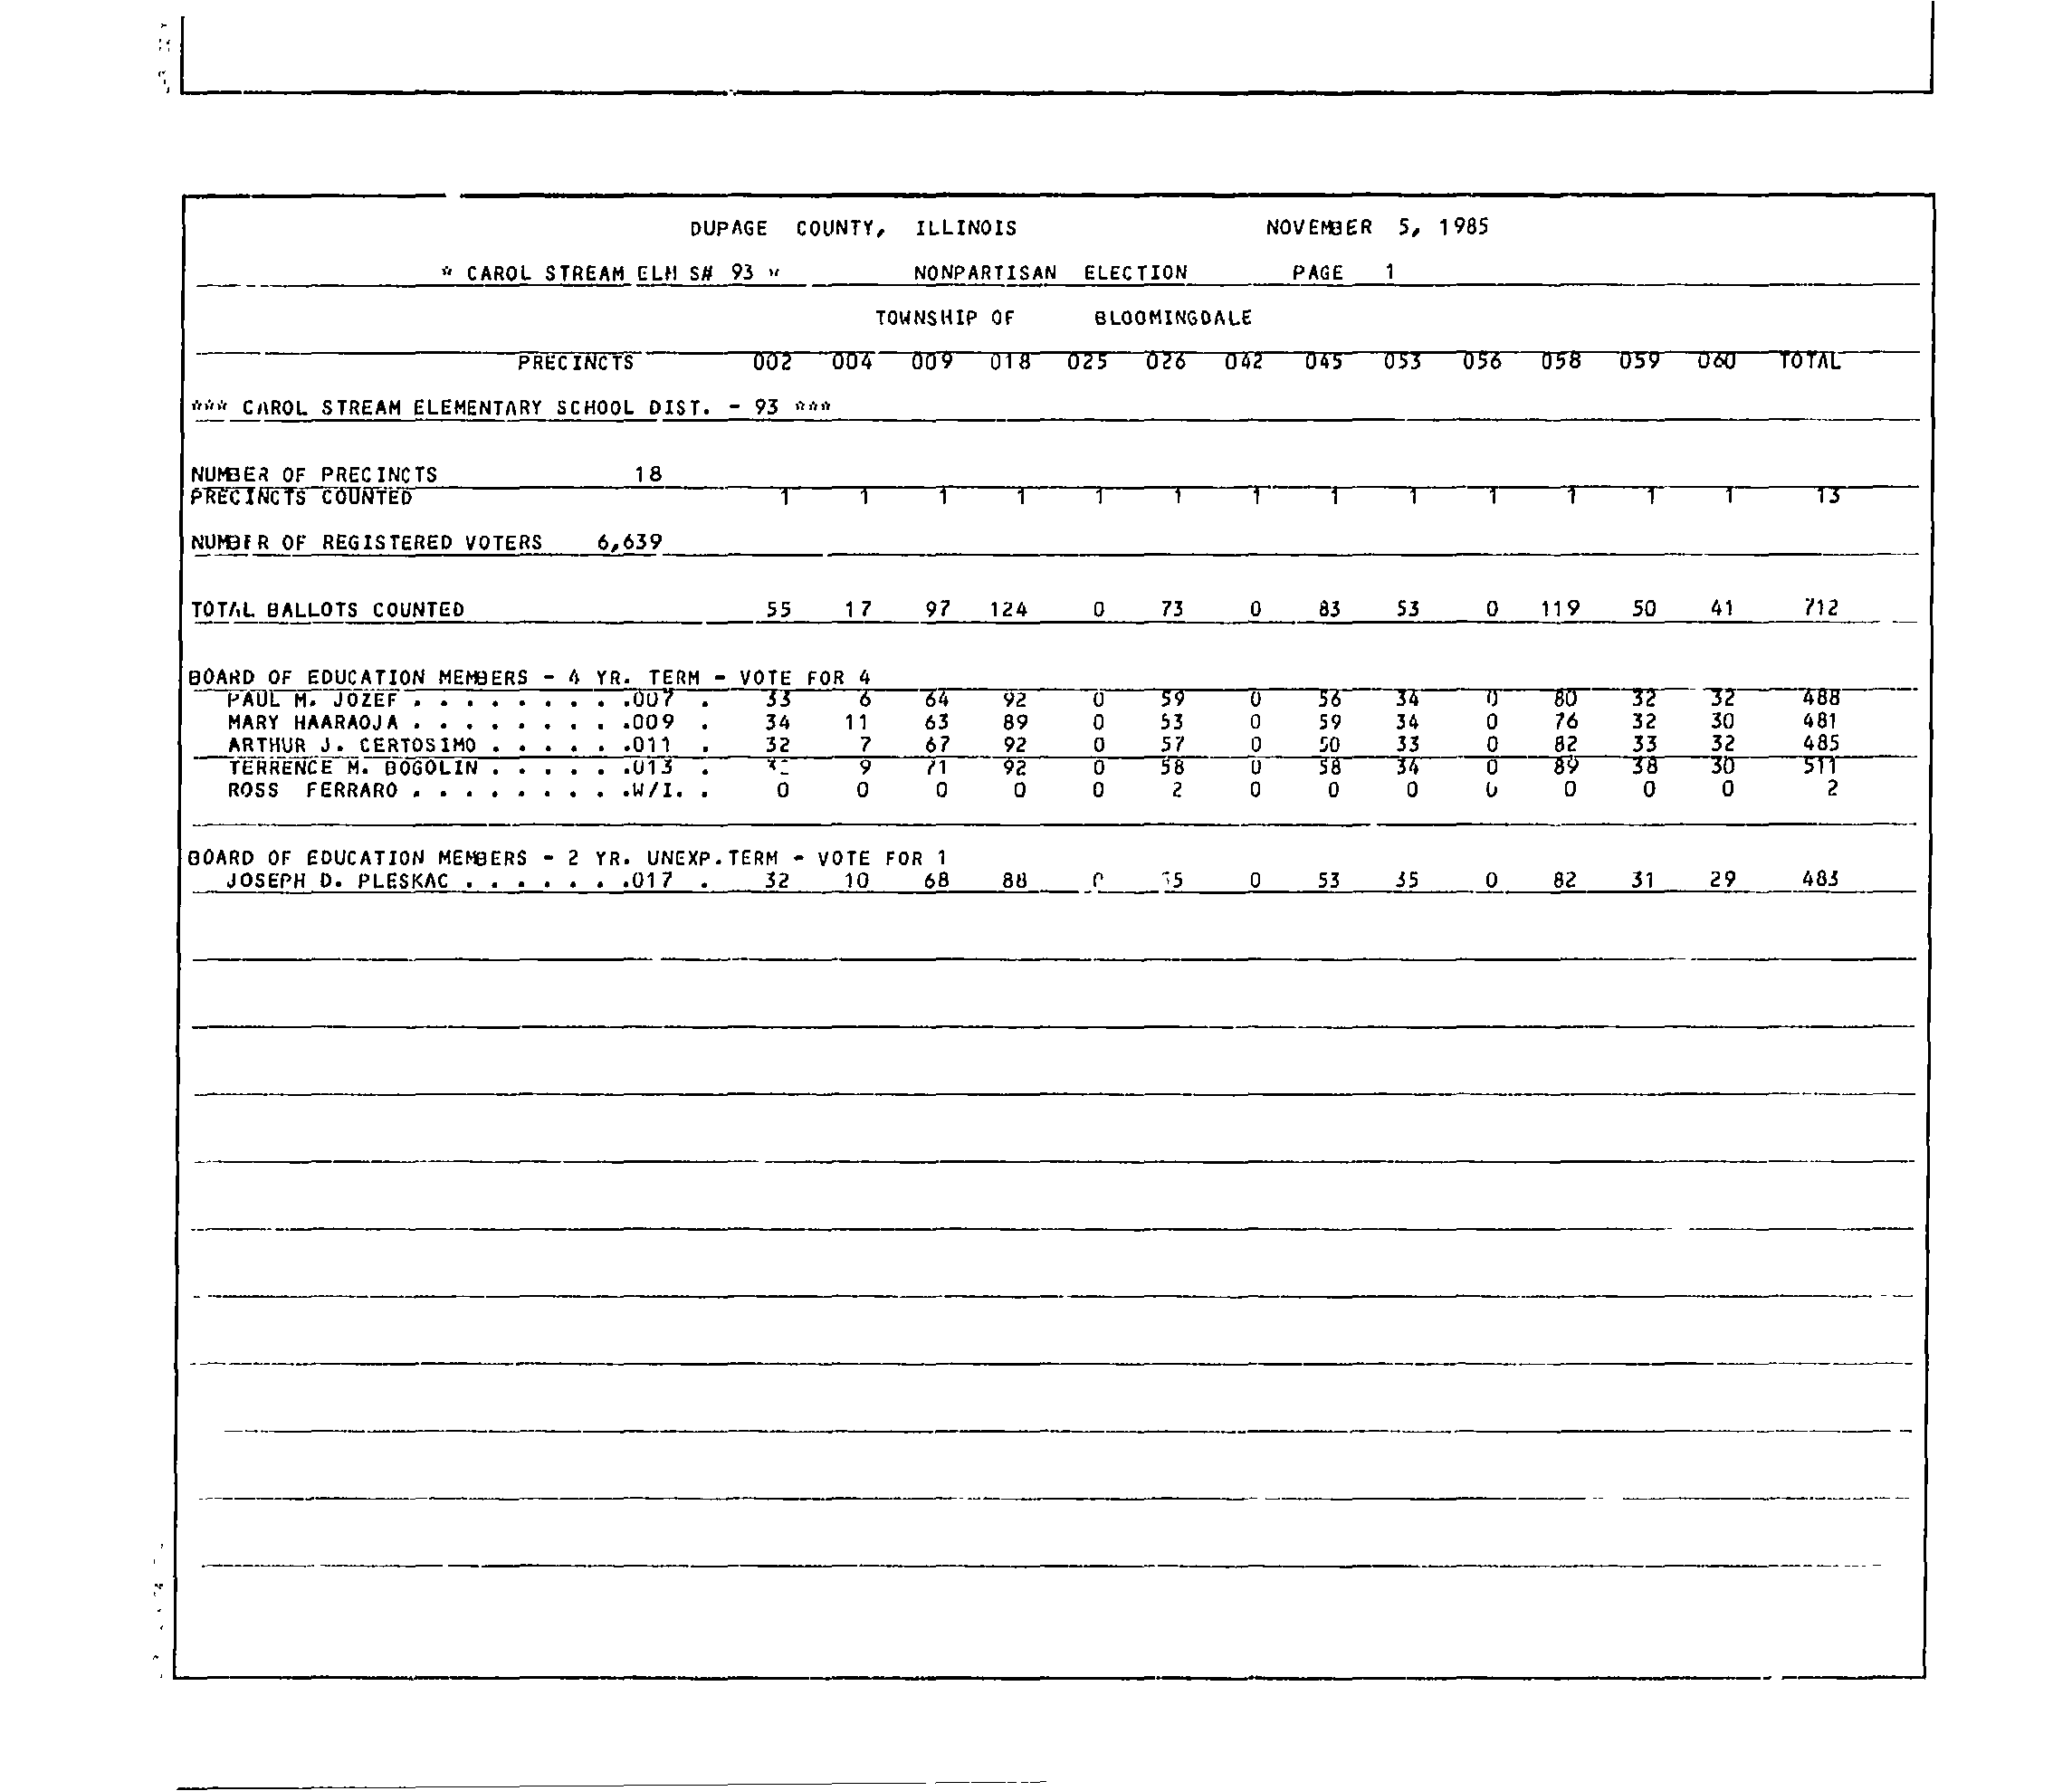 DUPAGE COUNTY, ILLINOIS NOVEMBER 5, 1985
* CAROL STREAM ELM S# 93 * NONPARTISAN ELECTION PAGE 1
TOWNSHIP OF BLOOMINGDALE
PRECINCTS 002 004 009 018 025 026 042 045 053 056 058 059 060 TOTAL
*** CAROL STREAM ELEMENTARY SCHOOL DIST. - 93 ***
NUMBER OF PRECINCTS 18
PRECINCTS COUNTED 1 1 1 1 1 1 1 1 1 1 1 1 1 13
NUMBER OF REGISTERED VOTERS 6,639
TOTAL BALLOTS COUNTED 55 17 97 124 0 73 0 83 53 0 119 50 41 712
BOARD OF EDUCATION MEMBERS - 4 YR. TERM - VOTE FOR 4
PAUL M. JOZEF . . . . . . . . .007 . 33 6 64 92 0 59 0 56 34 0 80 32 32 488
MARY HAARAOJA . . . . . . . . .009 . 34 11 63 89 0 53 0 59 34 0 76 32 30 481
ARTHUR J. CERTOSIMO . . . . . .011 . 32 7 67 92 0 57 0 50 33 0 82 33 32 485
TERRENCE M. BOGOLIN . . . . . .013 . 9 71 92 0 58 0 58 34 0 89 38 30 511
ROSS FERRARO . . . . . . . . .W/I. . 0 0 0 0 0 2 0 0 0 0 0 0 0 2
BOARD OF EDUCATION MEMBERS - 2 YR. UNEXP.TERM - VOTE FOR 1
JOSEPH D. PLESKAC . . . . . . .017 . 32 10 68 88 0 0 53 35 0 82 31 29 483